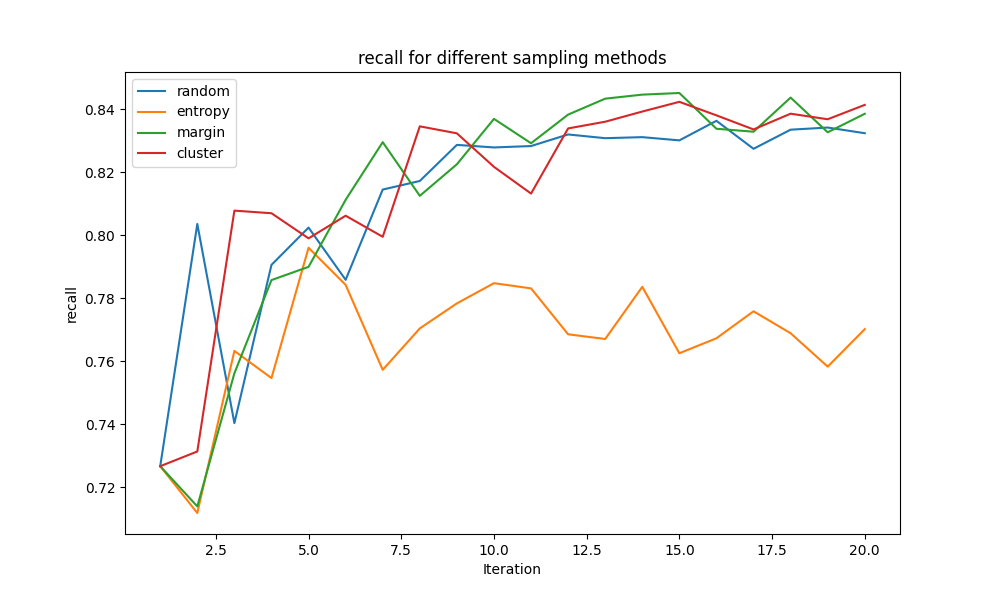 recall for different sampling methods
random
entropy
margin
cluster
0.84
0.82
0.80
0.78
0.76
0.74
0.72
recall
2.5 5.0 7.5 10.0 12.5 15.0 17.5 20.0
Iteration